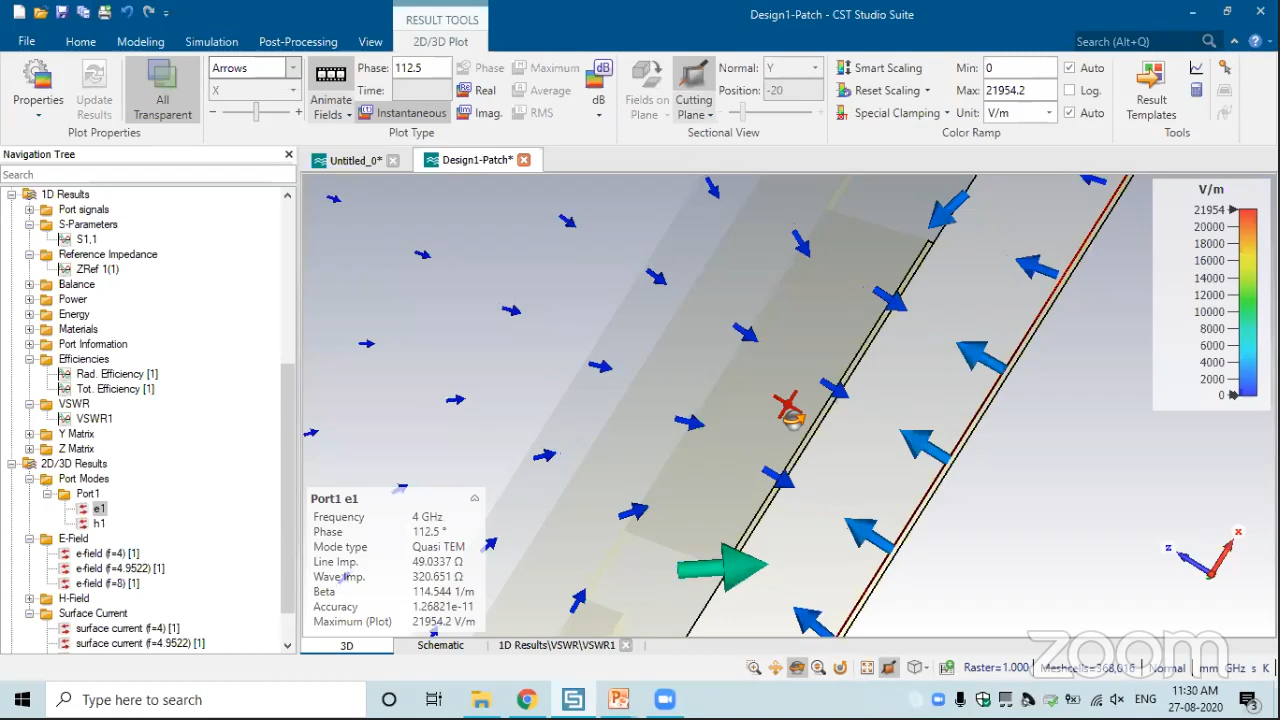 RESULT TOOLS
Design1-Patch - CST Studio Suite
File Home Modeling Simulation Post-Processing View 2D/3D Plot Search (Alt+Q)
Properties
Update Results
All Transparent
Plot Properties
Arrows
X
Animate Fields
Phase: 112.5
Time:
Instantaneous
Phase
Real
Imag.
Maximum
Average
RMS
dB
dB
Plot Type
Fields on Plane
Cutting Plane
Normal: Y
Position: -20
Sectional View
Smart Scaling
Reset Scaling
Special Clamping
Min: 0 Auto
Max: 21954.2 Log.
Unit: V/m Auto
Color Ramp
Result Templates
Tools
Navigation Tree
Search
Untitled_0*
Design1-Patch*
1D Results
Port signals
S-Parameters
S1,1
Reference Impedance
ZRef 1(1)
Balance
Power
Energy
Materials
Port Information
Efficiencies
Rad. Efficiency [1]
Tot. Efficiency [1]
VSWR
VSWR1
Y Matrix
Z Matrix
2D/3D Results
Port Modes
Port1
e1
h1
E-Field
e-field (f=4) [1]
e-field (f=4.9522) [1]
e-field (f=8) [1]
H-Field
Surface Current
surface current (f=4) [1]
surface current (f=4.9522) [1]
V/m
21954
20000
18000
16000
14000
12000
10000
8000
6000
4000
2000
0
Port1 e1
Frequency 4 GHz
Phase 112.5 °
Mode type Quasi TEM
Line Imp. 49.0337 Ω
Wave Imp. 320.651 Ω
Beta 114.544 1/m
Accuracy 1.26821e-11
Maximum (Plot) 21954.2 V/m
x
z
3D Schematic 1D Results\VSWR\VSWR1
zoom
Raster=1.000 Normal mm GHz s K
Type here to search
ENG
11:30 AM
27-08-2020
3